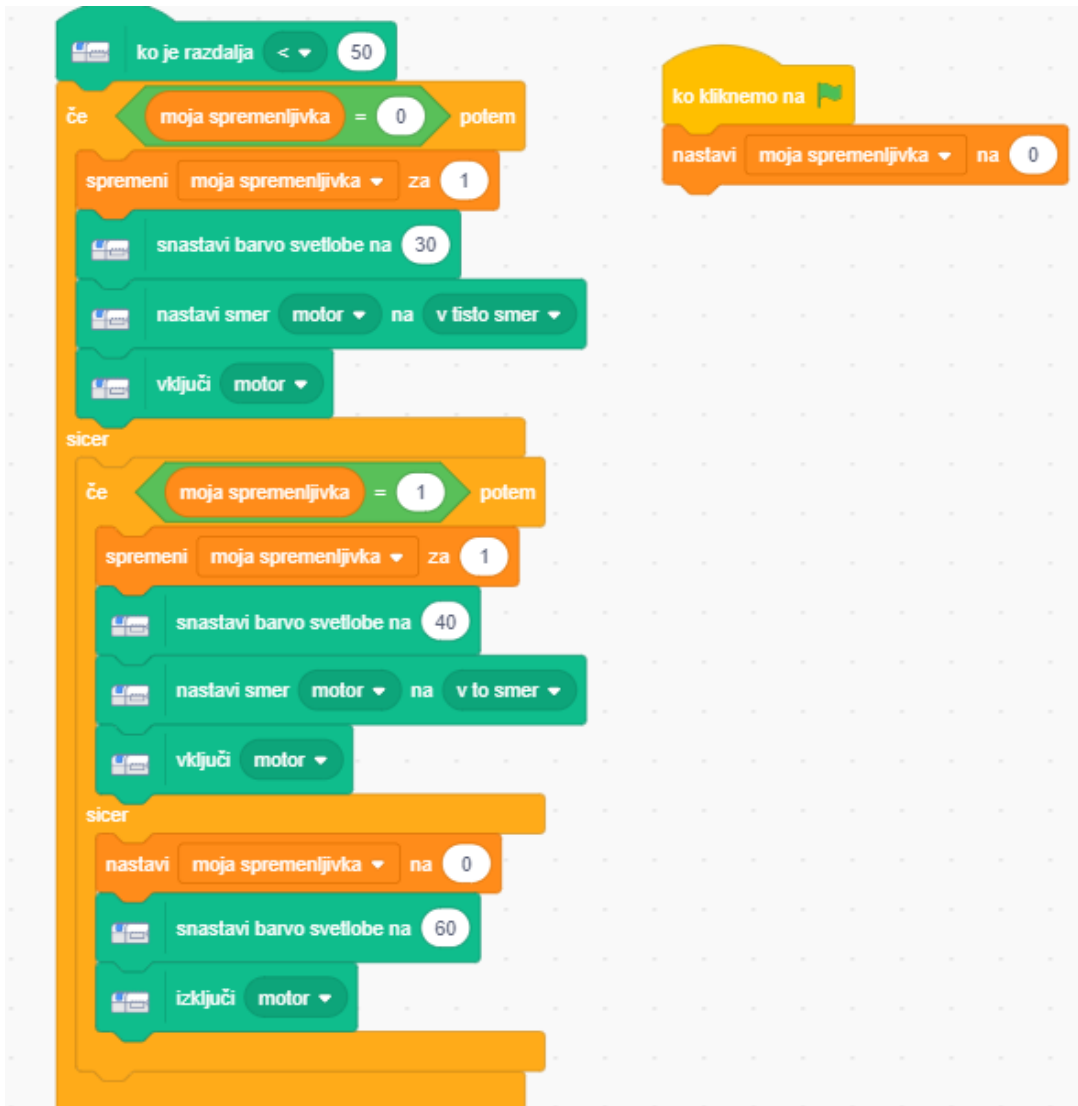 ko je razdalja < 50
če moja spremenljivka = 0 potem
spremeni moja spremenljivka za 1
snastavi barvo svetlobe na 30
nastavi smer motor na v tisto smer
vključi motor
sicer
če moja spremenljivka = 1 potem
spremeni moja spremenljivka za 1
snastavi barvo svetlobe na 40
nastavi smer motor na v to smer
vključi motor
sicer
nastavi moja spremenljivka na 0
snastavi barvo svetlobe na 60
izključi motor
ko kliknemo na
nastavi moja spremenljivka na 0